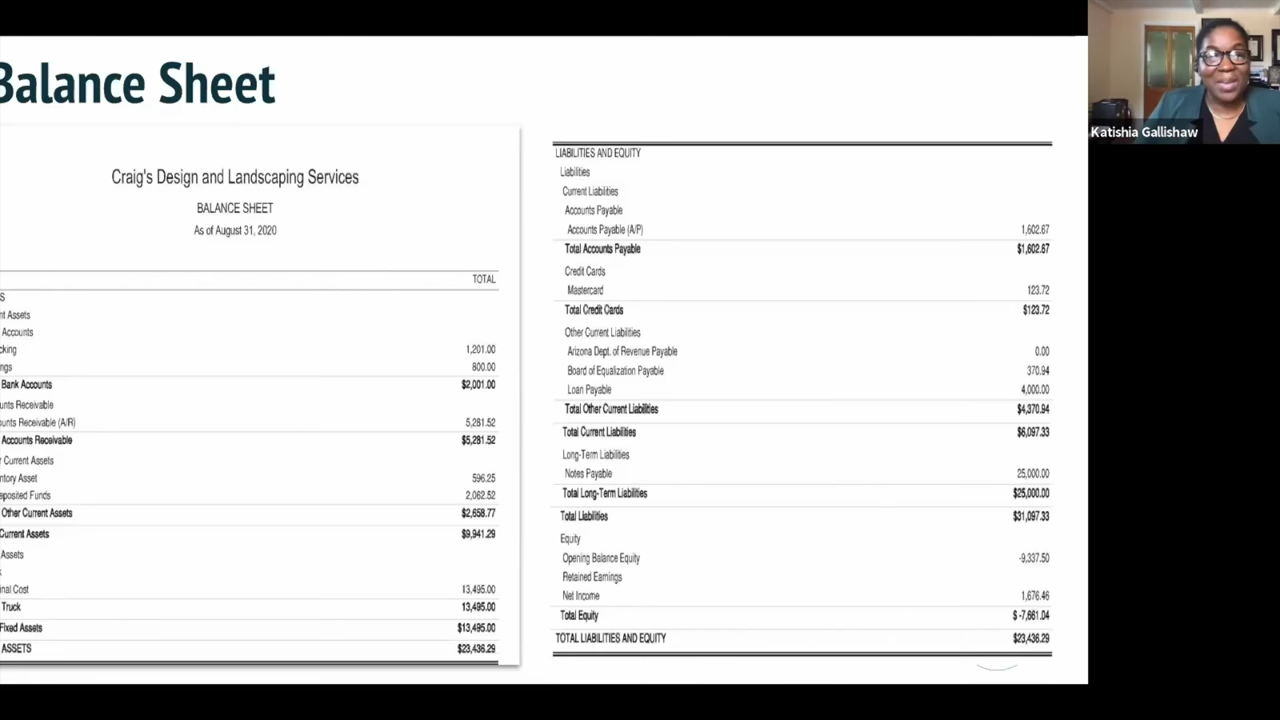 Balance Sheet
Craig's Design and Landscaping Services
BALANCE SHEET
As of August 31, 2020
TOTAL
S
nt Assets
Accounts
cking 1,201.00
ngs 800.00
Bank Accounts $2,001.00
unts Receivable
ounts Receivable (A/R) 5,281.52
Accounts Receivable $5,281.52
r Current Assets
ntory Asset 596.25
eposited Funds 2,062.52
Other Current Assets $2,658.77
Current Assets $9,941.29
Assets
inal Cost 13,495.00
Truck 13,495.00
Fixed Assets $13,495.00
ASSETS $23,436.29
LIABILITIES AND EQUITY
Liabilities
Current Liabilities
Accounts Payable
Accounts Payable (A/P) 1,602.67
Total Accounts Payable $1,602.67
Credit Cards
Mastercard 123.72
Total Credit Cards $123.72
Other Current Liabilities
Arizona Dept. of Revenue Payable 0.00
Board of Equalization Payable 370.94
Loan Payable 4,000.00
Total Other Current Liabilities $4,370.94
Total Current Liabilities $6,097.33
Long-Term Liabilities
Notes Payable 25,000.00
Total Long-Term Liabilities $25,000.00
Total Liabilities $31,097.33
Equity
Opening Balance Equity -9,337.50
Retained Earnings
Net Income 1,676.46
Total Equity $ -7,661.04
TOTAL LIABILITIES AND EQUITY $23,436.29
Katishia Gallishaw